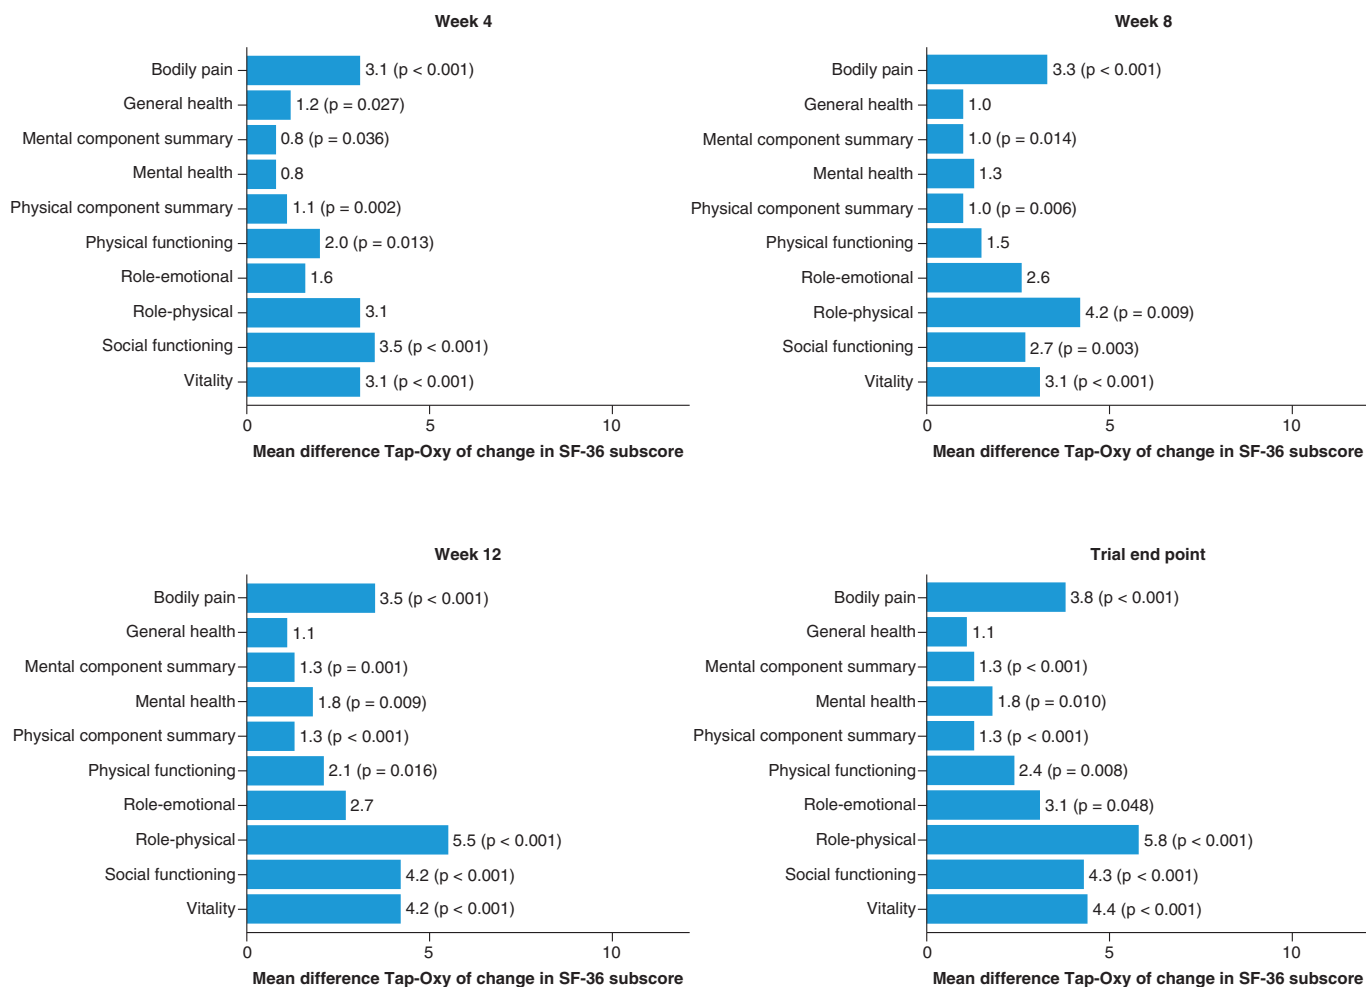 Week 4
Bodily pain 3.1 (p < 0.001)
General health 1.2 (p = 0.027)
Mental component summary 0.8 (p = 0.036)
Mental health 0.8
Physical component summary 1.1 (p = 0.002)
Physical functioning 2.0 (p = 0.013)
Role-emotional 1.6
Role-physical 3.1
Social functioning 3.5 (p < 0.001)
Vitality 3.1 (p < 0.001)
0 5 10
Mean difference Tap-Oxy of change in SF-36 subscore
Week 8
Bodily pain 3.3 (p < 0.001)
General health 1.0
Mental component summary 1.0 (p = 0.014)
Mental health 1.3
Physical component summary 1.0 (p = 0.006)
Physical functioning 1.5
Role-emotional 2.6
Role-physical 4.2 (p = 0.009)
Social functioning 2.7 (p = 0.003)
Vitality 3.1 (p < 0.001)
0 5 10
Mean difference Tap-Oxy of change in SF-36 subscore
Week 12
Bodily pain 3.5 (p < 0.001)
General health 1.1
Mental component summary 1.3 (p = 0.001)
Mental health 1.8 (p = 0.009)
Physical component summary 1.3 (p < 0.001)
Physical functioning 2.1 (p = 0.016)
Role-emotional 2.7
Role-physical 5.5 (p < 0.001)
Social functioning 4.2 (p < 0.001)
Vitality 4.2 (p < 0.001)
0 5 10
Mean difference Tap-Oxy of change in SF-36 subscore
Trial end point
Bodily pain 3.8 (p < 0.001)
General health 1.1
Mental component summary 1.3 (p < 0.001)
Mental health 1.8 (p = 0.010)
Physical component summary 1.3 (p < 0.001)
Physical functioning 2.4 (p = 0.008)
Role-emotional 3.1 (p = 0.048)
Role-physical 5.8 (p < 0.001)
Social functioning 4.3 (p < 0.001)
Vitality 4.4 (p < 0.001)
0 5 10
Mean difference Tap-Oxy of change in SF-36 subscore